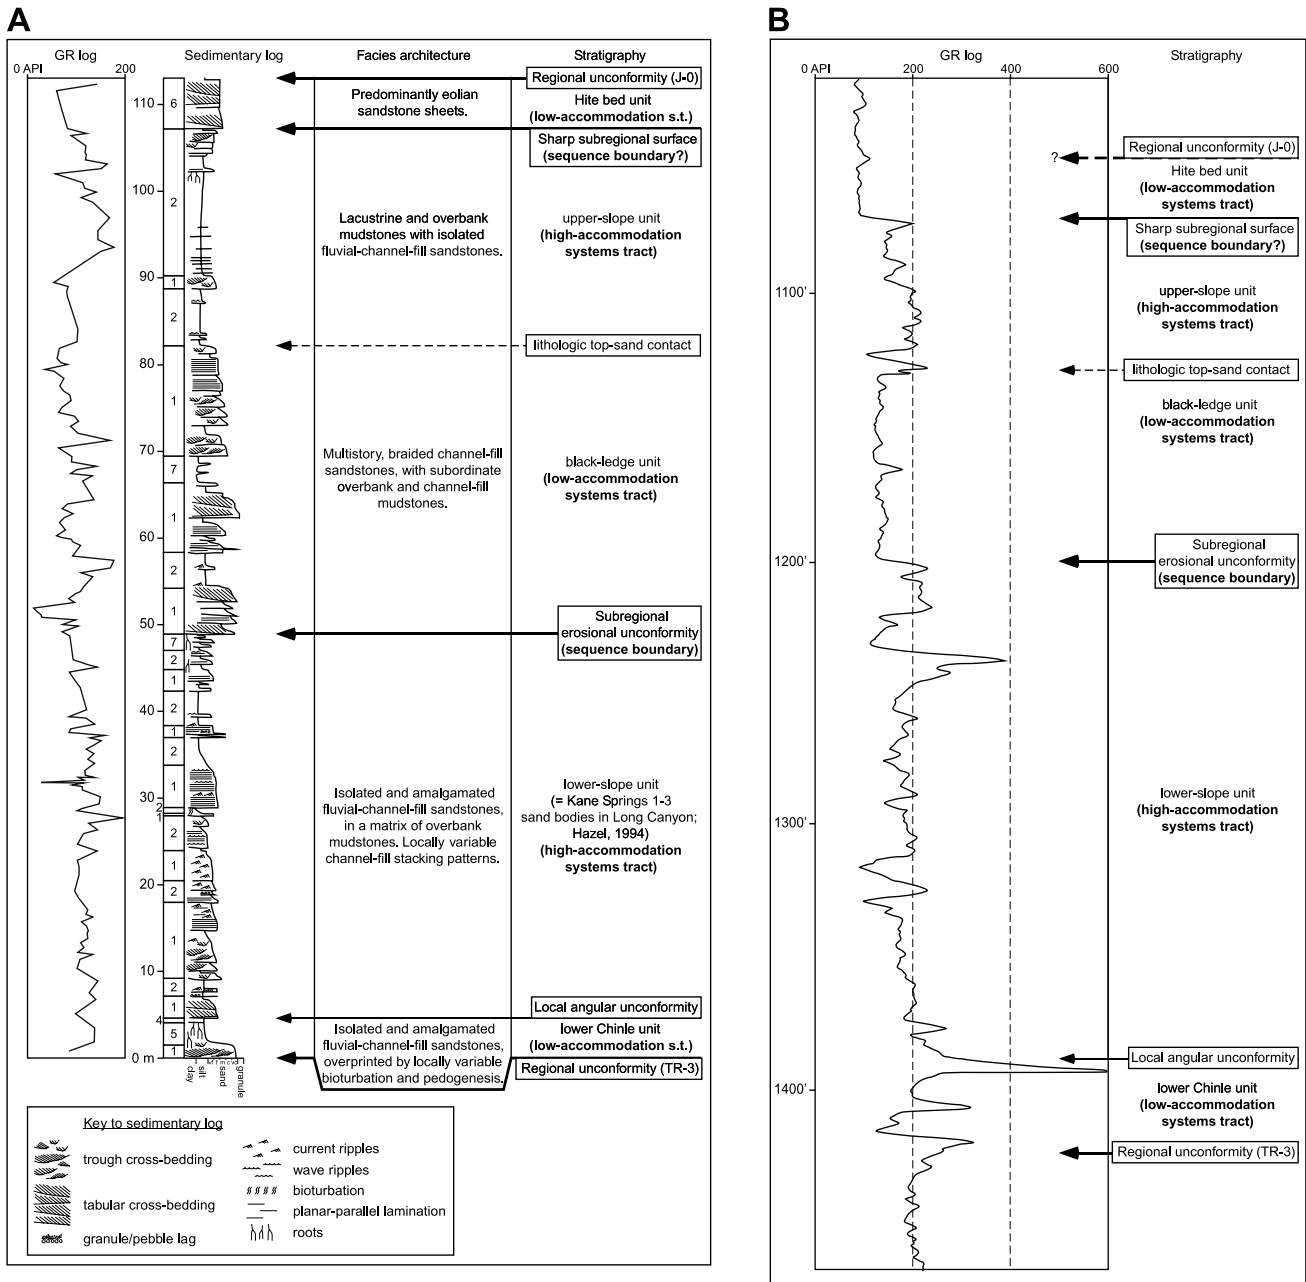 A
GR log
Sedimentary log
Facies architecture
Stratigraphy
0 API
200
Regional unconformity (J-0)
110
6
Predominantly eolian
sandstone sheets.
Hite bed unit
(low-accommodation s.t.)
Sharp subregional surface
(sequence boundary?)
100
2
Lacustrine and overbank
mudstones with isolated
fluvial-channel-fill sandstones.
upper-slope unit
(high-accommodation
systems tract)
90
1
2
lithologic top-sand contact
80
1
70
7
Multistory, braided channel-fill
sandstones, with subordinate
overbank and channel-fill
mudstones.
black-ledge unit
(low-accommodation
systems tract)
1
60
2
1
50
Subregional
erosional unconformity
(sequence boundary)
7
2
1
40
2
1
2
30
1
2
1
2
Isolated and amalgamated
fluvial-channel-fill sandstones,
in a matrix of overbank
mudstones. Locally variable
channel-fill stacking patterns.
lower-slope unit
(= Kane Springs 1-3
sand bodies in Long Canyon;
Hazel, 1994)
(high-accommodation
systems tract)
1
20
2
1
10
2
1
Local angular unconformity
4
5
Isolated and amalgamated
fluvial-channel-fill sandstones,
overprinted by locally variable
bioturbation and pedogenesis.
lower Chinle unit
(low-accommodation s.t.)
0 m
1
Regional unconformity (TR-3)
clay
silt
sand
granule
Key to sedimentary log
trough cross-bedding
tabular cross-bedding
granule/pebble lag
current ripples
wave ripples
bioturbation
planar-parallel lamination
roots
B
GR log
Stratigraphy
0 API
200
400
600
?
Regional unconformity (J-0)
Hite bed unit
(low-accommodation
systems tract)
Sharp subregional surface
(sequence boundary?)
1100'
upper-slope unit
(high-accommodation
systems tract)
lithologic top-sand contact
black-ledge unit
(low-accommodation
systems tract)
1200'
Subregional
erosional unconformity
(sequence boundary)
1300'
lower-slope unit
(high-accommodation
systems tract)
Local angular unconformity
1400'
lower Chinle unit
(low-accommodation
systems tract)
Regional unconformity (TR-3)